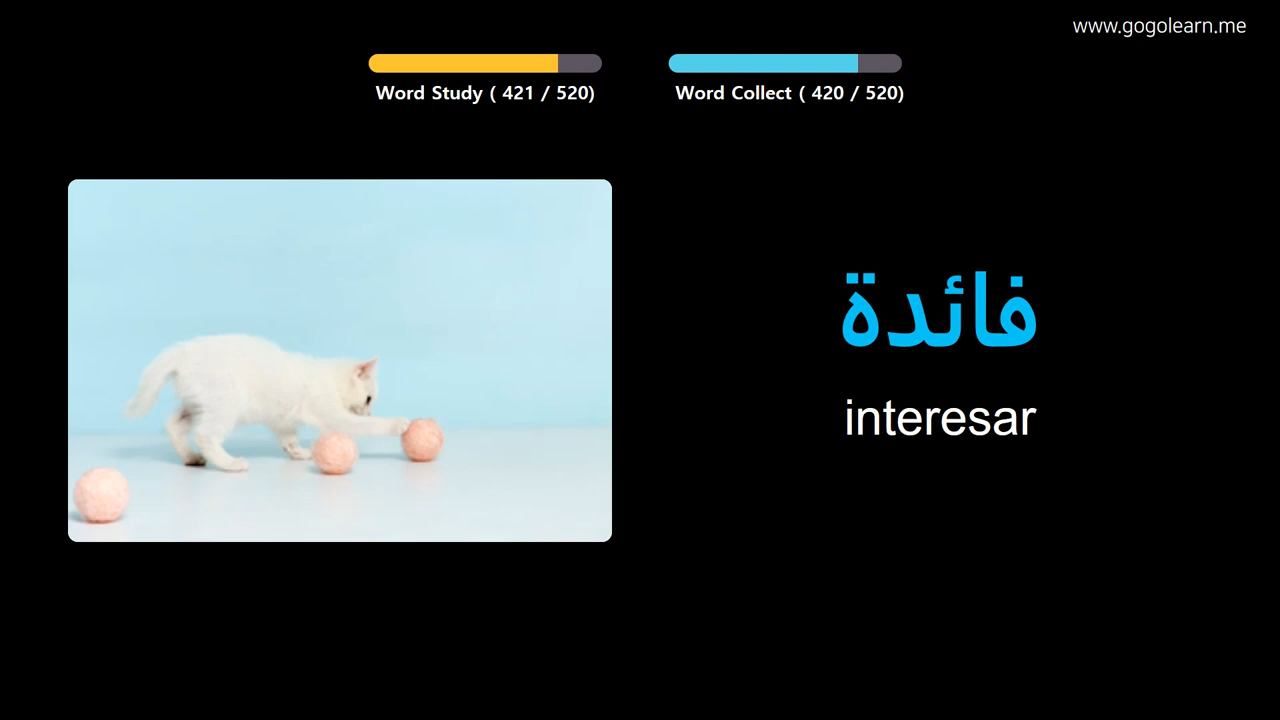 www.gogolearn.me
Word Study ( 421 / 520)
Word Collect ( 420 / 520)
فائدة
interesar